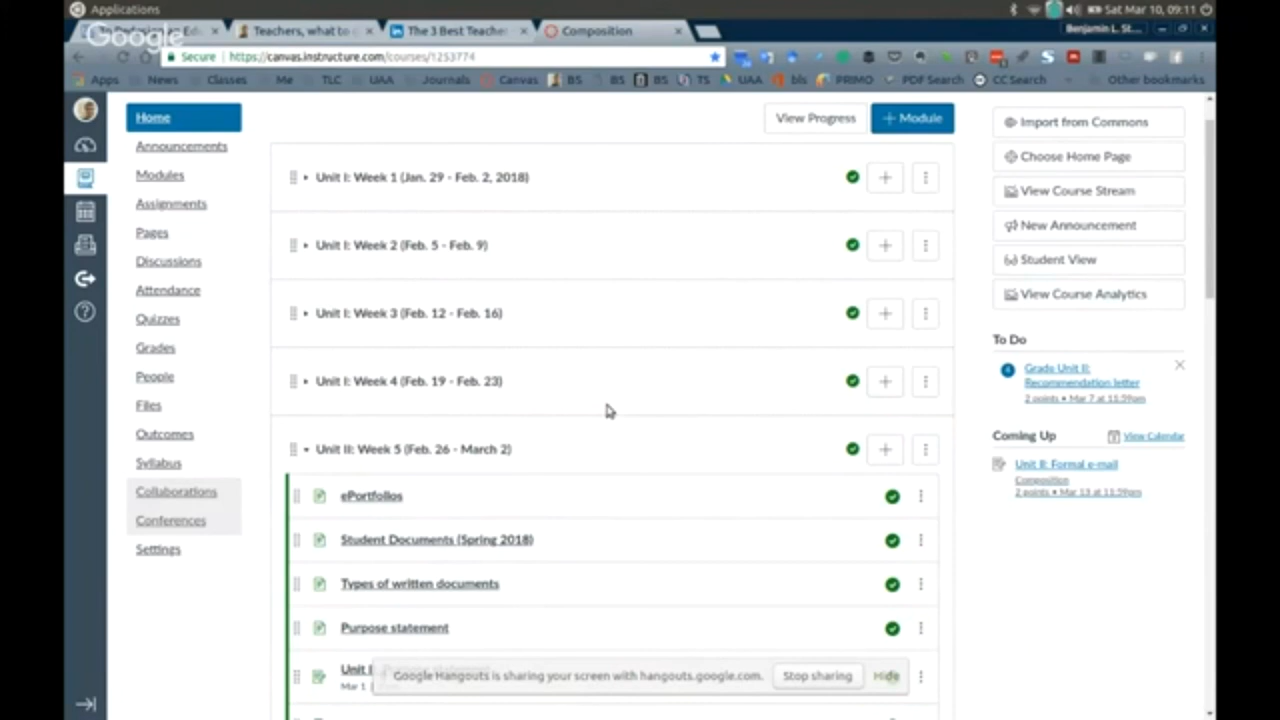 Applications
Sat Mar 10, 09:11
Google
Teachers, what to
The 3 Best Teacher
Composition
Benjamin L. St...
Secure
https://canvas.instructure.com/courses/1253774
Apps
News
Classes
Me
TLC
UAA
Journals
Canvas
BS
BS
BS
TS
UAA
bls
PRIMO
PDF Search
CC Search
Other bookmarks
Home
Announcements
Modules
Assignments
Pages
Discussions
Attendance
Quizzes
Grades
People
Files
Outcomes
Syllabus
Collaborations
Conferences
Settings
View Progress
+ Module
Unit I: Week 1 (Jan. 29 - Feb. 2, 2018)
Unit I: Week 2 (Feb. 5 - Feb. 9)
Unit I: Week 3 (Feb. 12 - Feb. 16)
Unit I: Week 4 (Feb. 19 - Feb. 23)
Unit II: Week 5 (Feb. 26 - March 2)
ePortfolios
Student Documents (Spring 2018)
Types of written documents
Purpose statement
Unit
Mar 1
Google Hangouts is sharing your screen with hangouts.google.com.
Stop sharing
Hide
Import from Commons
Choose Home Page
View Course Stream
New Announcement
Student View
View Course Analytics
To Do
Grade Unit II:
Recommendation letter
2 points • Mar 7 at 11:59pm
Coming Up
View Calendar
Unit II: Formal e-mail
Composition
2 points • Mar 13 at 11:59pm